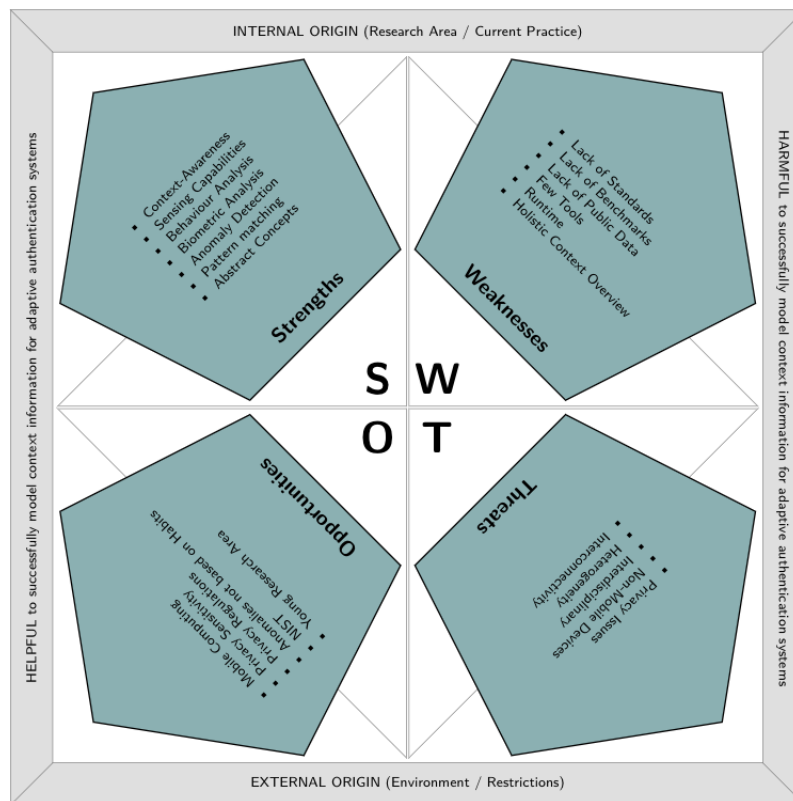 INTERNAL ORIGIN (Research Area / Current Practice)
HELPFUL to successfully model context information for adaptive authentication systems
HARMFUL to successfully model context information for adaptive authentication systems
▪ Context-Awareness
▪ Sensing Capabilities
▪ Behaviour Analysis
▪ Biometric Analysis
▪ Anomaly Detection
▪ Pattern matching
▪ Abstract Concepts
Strengths
▪ Lack of Standards
▪ Lack of Benchmarks
▪ Lack of Public Data
▪ Few Tools
▪ Runtime
▪ Holistic Context Overview
Weaknesses
S W
O T
Opportunities
▪ Mobile Computing
▪ Privacy Sensitivity
▪ Privacy Regulations
▪ Anomalies not based on Habits
▪ NIST
▪ Young Research Area
Threats
▪ Privacy Issues
▪ Non-Mobile Devices
▪ Interdisciplinary
▪ Heterogeneity
▪ Interconnectivity
EXTERNAL ORIGIN (Environment / Restrictions)